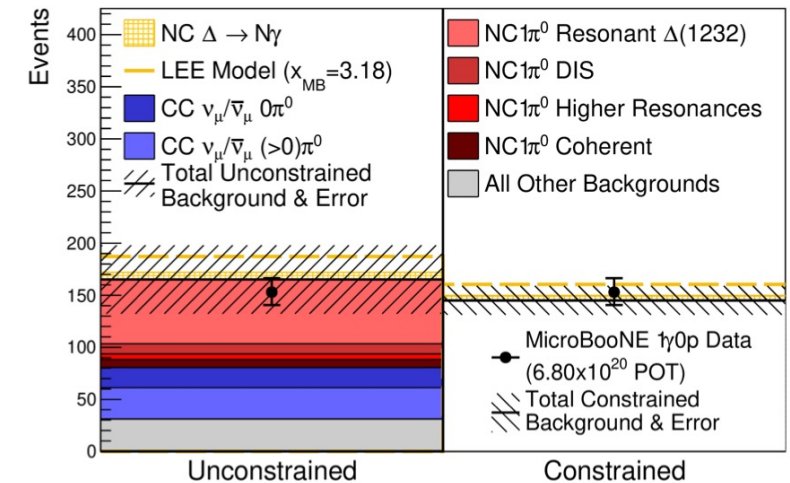 Events
400
350
300
250
200
150
100
50
0
NC Δ → Nγ
LEE Model (x_MB=3.18)
CC ν_μ/ν̅_μ 0π⁰
CC ν_μ/ν̅_μ (>0)π⁰
Total Unconstrained
Background & Error
NC1π⁰ Resonant Δ(1232)
NC1π⁰ DIS
NC1π⁰ Higher Resonances
NC1π⁰ Coherent
All Other Backgrounds
MicroBooNE 1γ0p Data
(6.80x10²⁰ POT)
Total Constrained
Background & Error
Unconstrained
Constrained